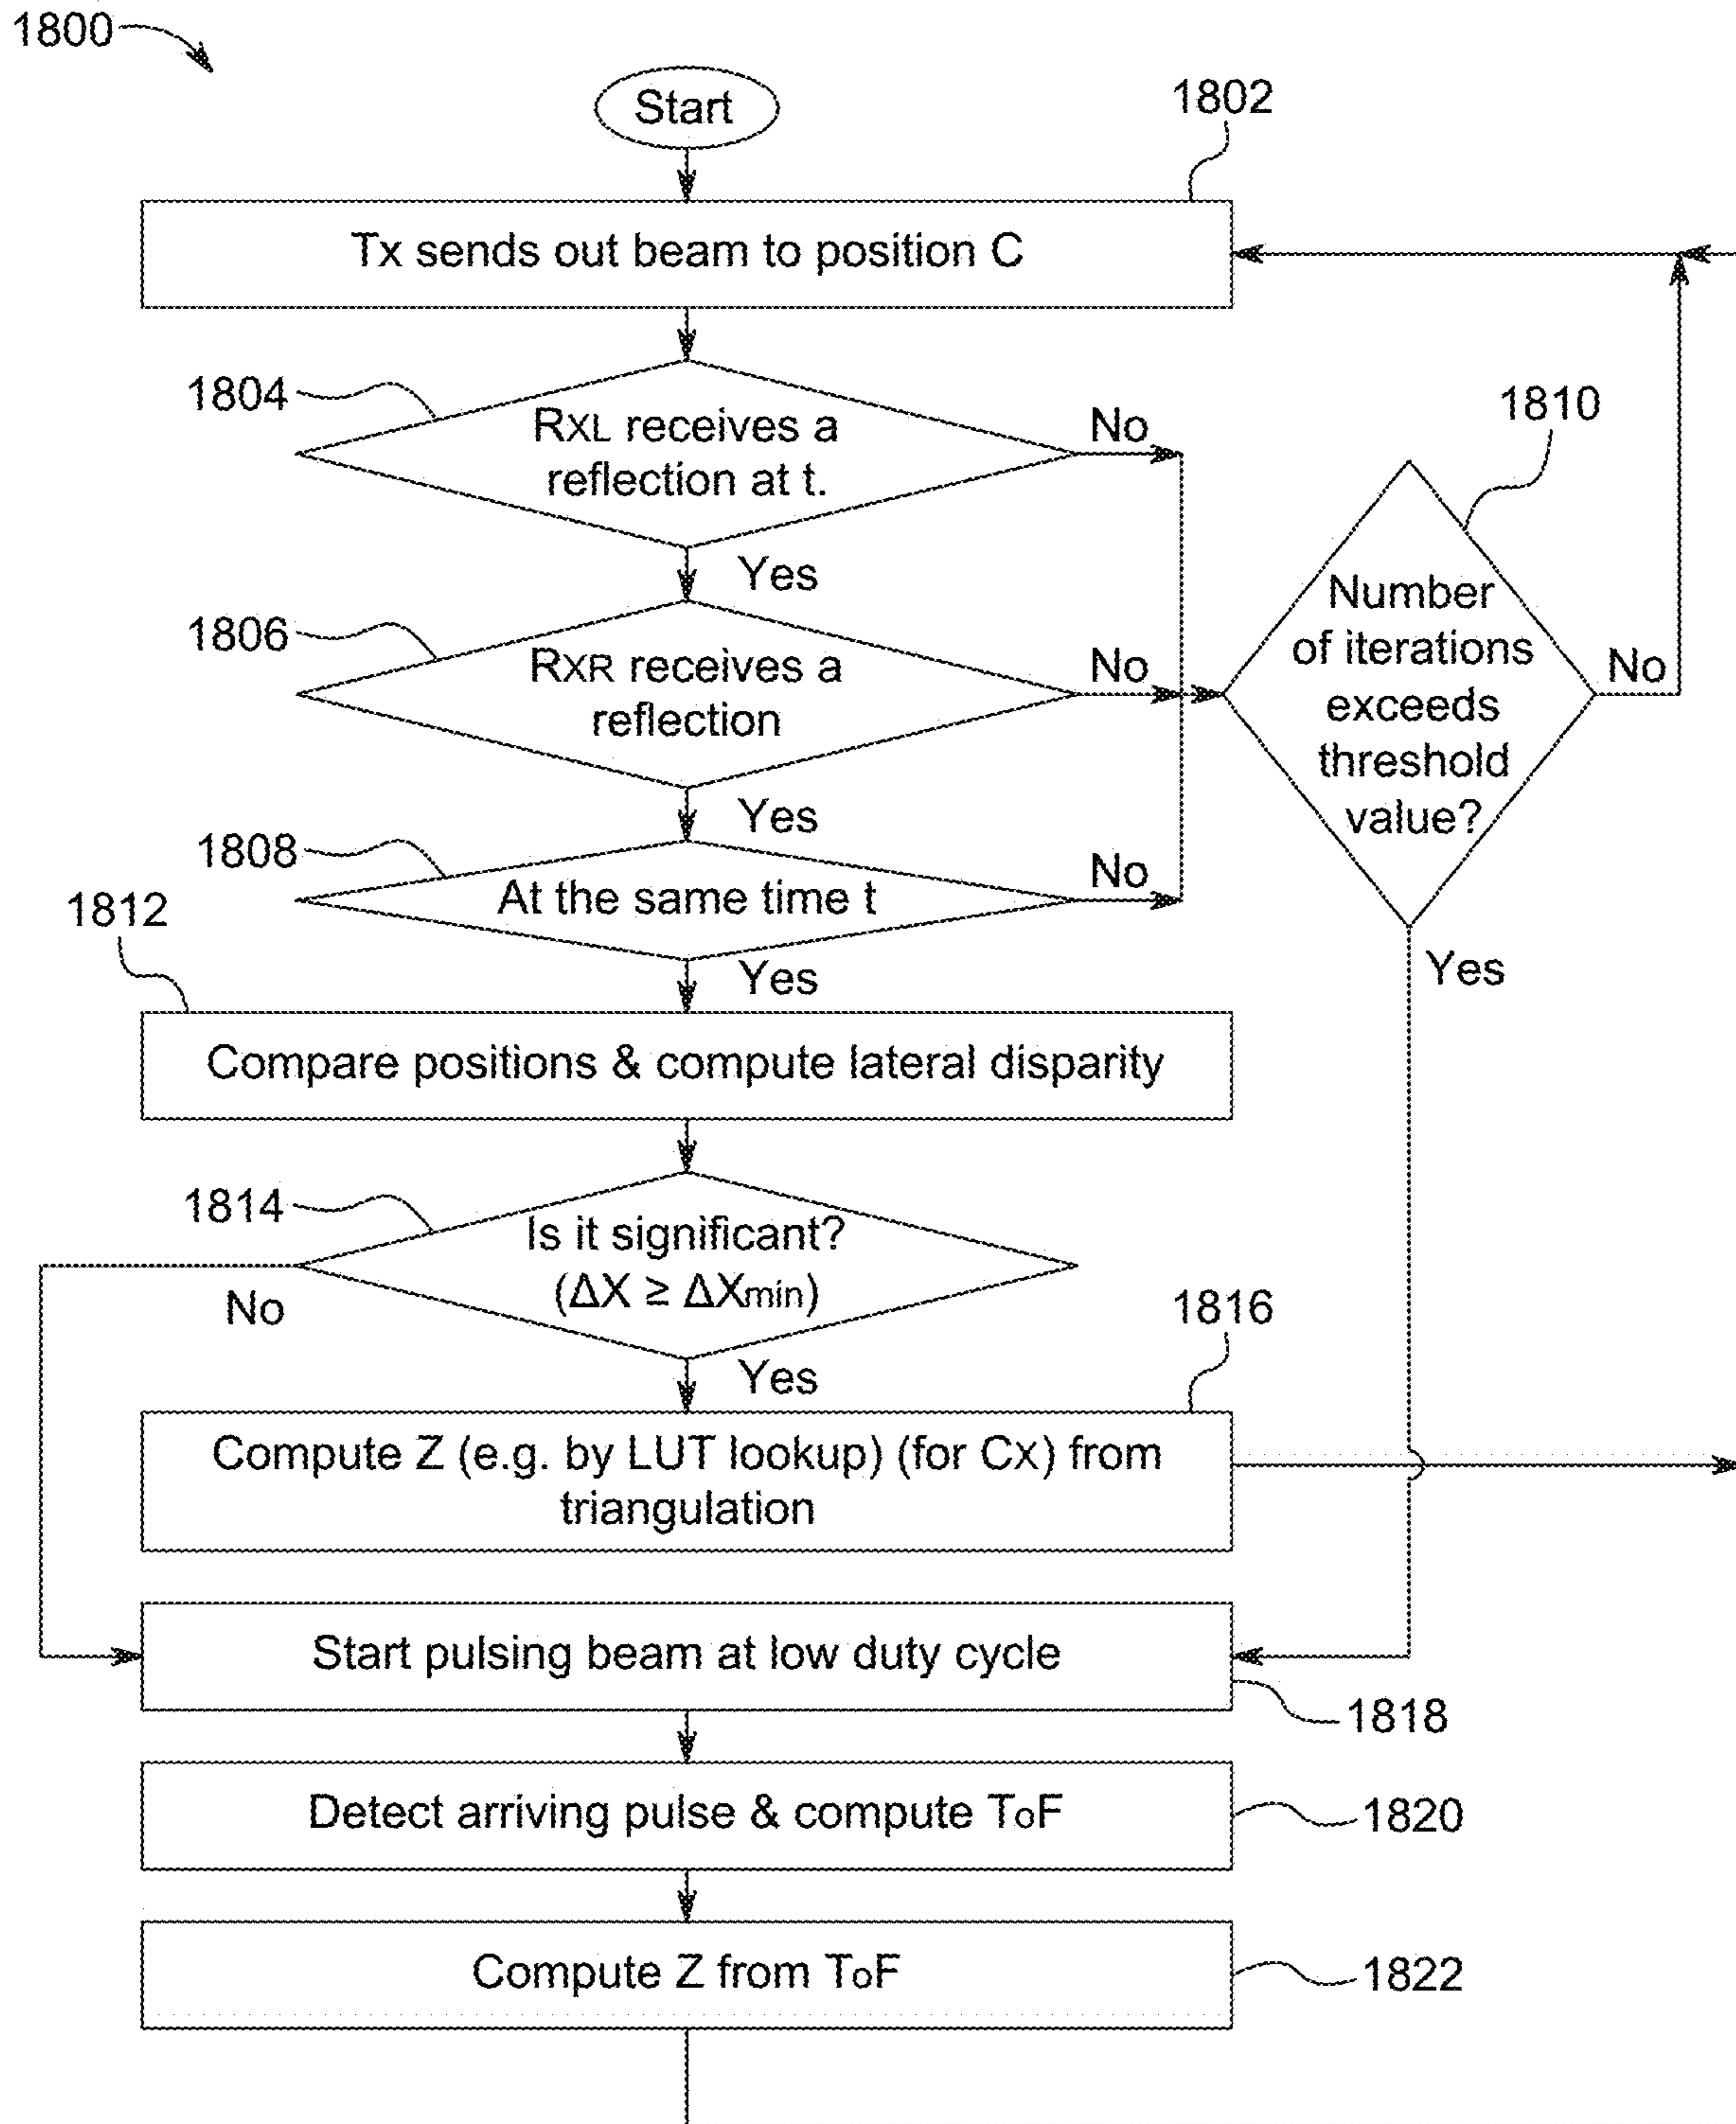 1800
Start
1802
Tx sends out beam to position C
1804
RXL receives a
reflection at t.
No
1810
Yes
Number
of iterations
exceeds
threshold
value?
No
1806
RXR receives a
reflection
No
Yes
1808
At the same time t
No
1812
Yes
Yes
Compare positions & compute lateral disparity
1814
Is it significant?
(ΔX ≥ ΔXmin)
No
1816
Yes
Compute Z (e.g. by LUT lookup) (for CX) from
triangulation
Start pulsing beam at low duty cycle
1818
Detect arriving pulse & compute ToF
1820
Compute Z from ToF
1822